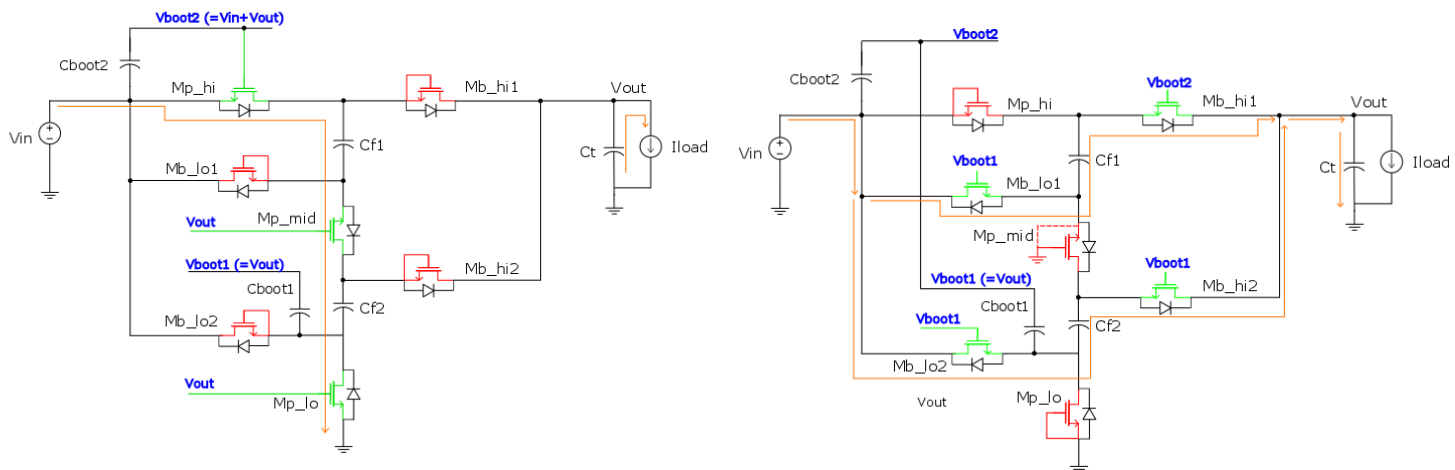 Vboot2 (=Vin+Vout)
Cboot2
Mp_hi
Mb_hi1
Vout
Vin
Cf1
Ct
Iload
Mb_lo1
Mp_mid
Vout
Vboot1 (=Vout)
Cboot1
Mb_hi2
Cf2
Mb_lo2
Vout
Mp_lo
Vboot2
Cboot2
Mp_hi
Vboot2
Mb_hi1
Vout
Vin
Cf1
Ct
Iload
Vboot1
Mb_lo1
Mp_mid
Vboot1 (=Vout)
Cboot1
Vboot1
Mb_hi2
Cf2
Vboot1
Mb_lo2
Vout
Mp_lo